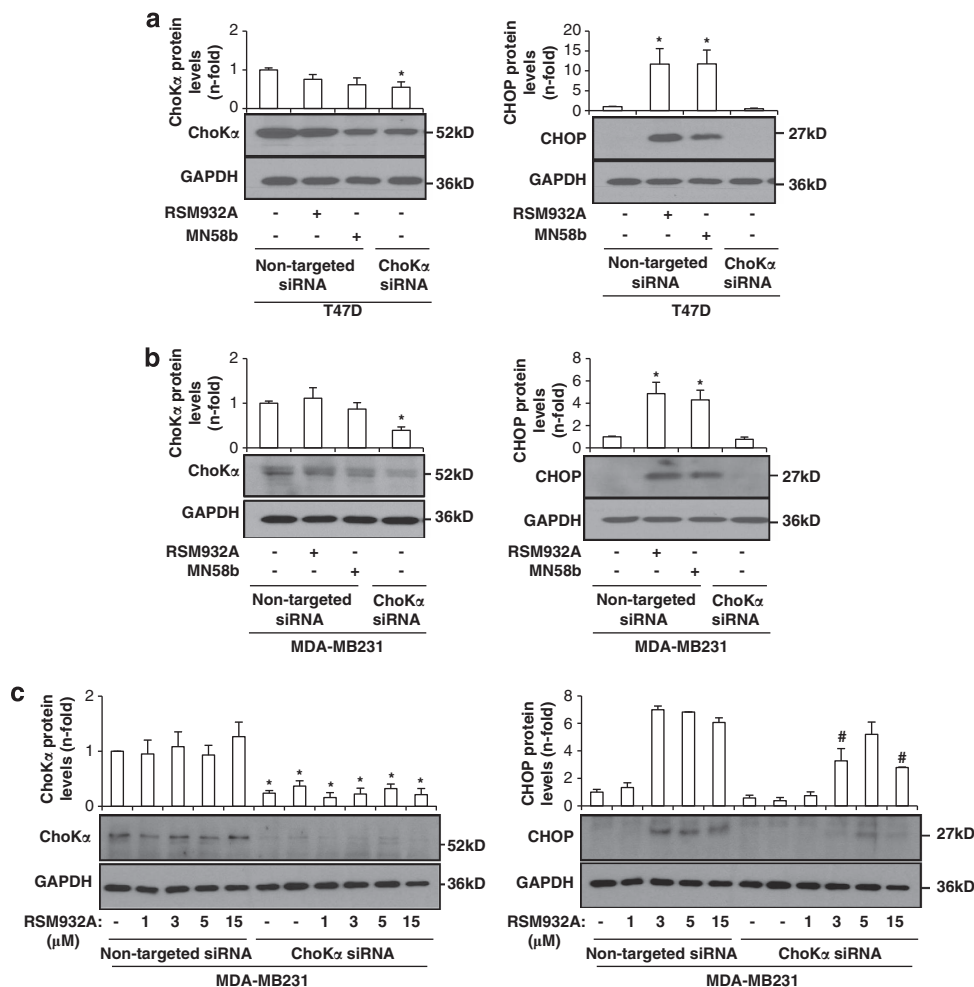 a
ChoKα protein
levels
(n-fold)
2
1
0
*
ChoKα
52kD
GAPDH
36kD
RSM932A - + - -
MN58b - - + -
Non-targeted
siRNA
ChoKα
siRNA
T47D
CHOP protein
levels
(n-fold)
20
15
10
5
0
* *
CHOP
27kD
GAPDH
36kD
RSM932A - + - -
MN58b - - + -
Non-targeted
siRNA
ChoKα
siRNA
T47D
b
ChoKα protein
levels
(n-fold)
2
1
0
*
ChoKα
52kD
GAPDH
36kD
RSM932A - + - -
MN58b - - + -
Non-targeted
siRNA
ChoKα
siRNA
MDA-MB231
CHOP protein
levels
(n-fold)
8
6
4
2
0
* *
CHOP
27kD
GAPDH
36kD
RSM932A - + - -
MN58b - - + -
Non-targeted
siRNA
ChoKα
siRNA
MDA-MB231
c
ChoKα protein
levels (n-fold)
2
1
0
* * * * * *
ChoKα
52kD
GAPDH
36kD
RSM932A: - 1 3 5 15 - - 1 3 5 15
(μM)
Non-targeted siRNA
ChoKα siRNA
MDA-MB231
CHOP protein
levels (n-fold)
8
6
4
2
0
# #
CHOP
27kD
GAPDH
36kD
RSM932A: - 1 3 5 15 - - 1 3 5 15
(μM)
Non-targeted siRNA
ChoKα siRNA
MDA-MB231